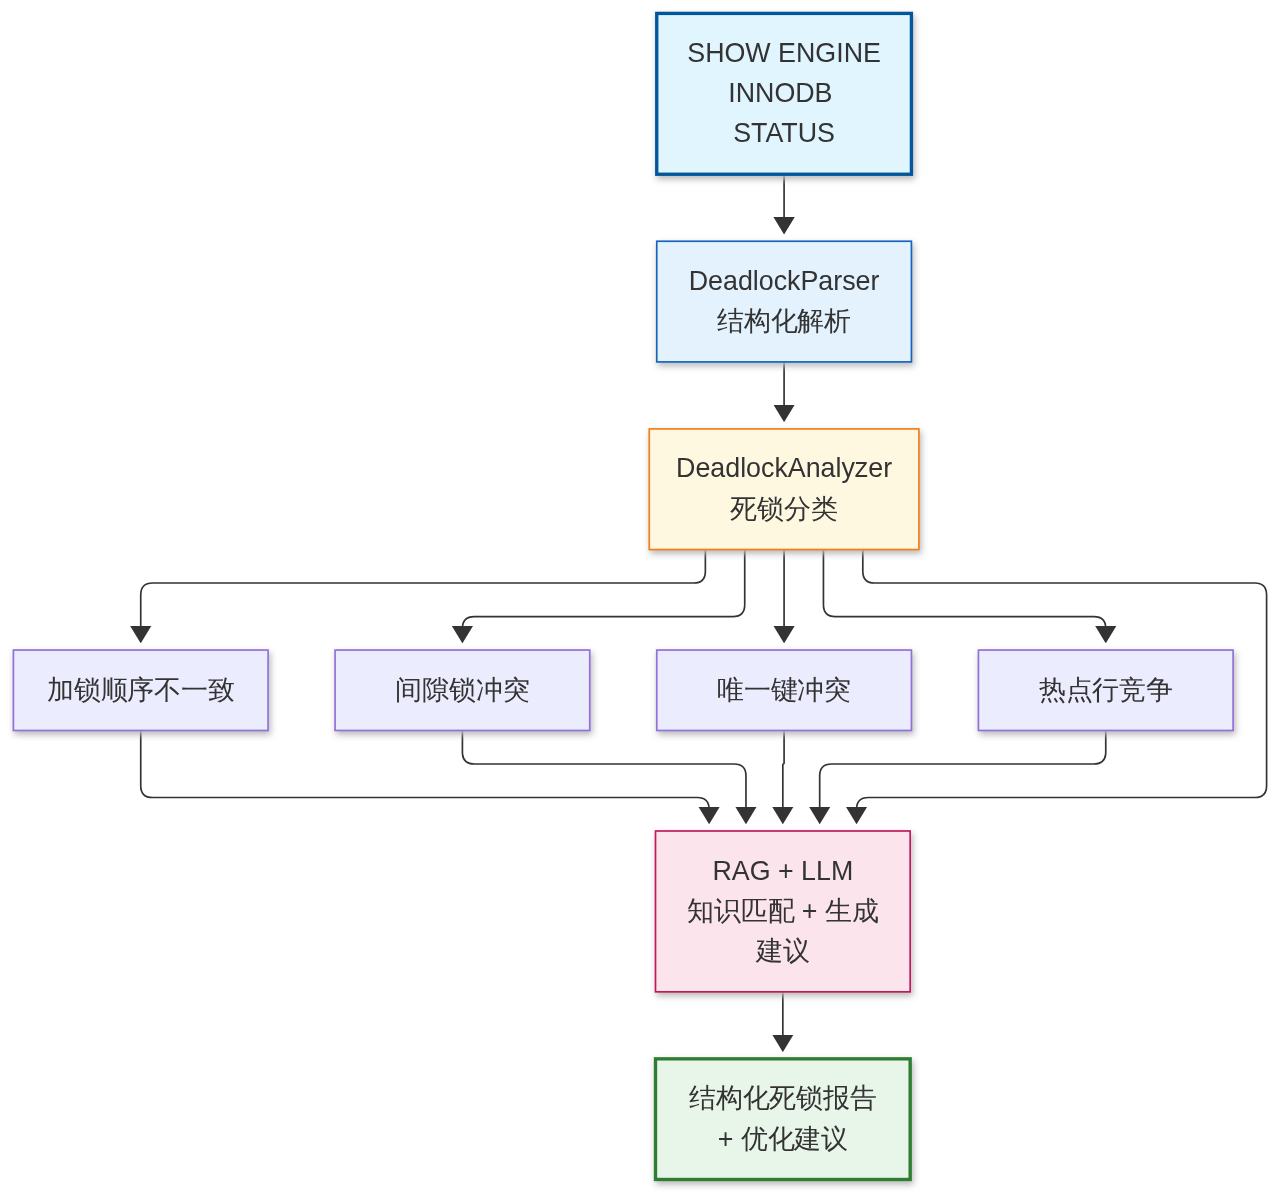 SHOW ENGINE
INNODB
STATUS
DeadlockParser
结构化解析
DeadlockAnalyzer
死锁分类
加锁顺序不一致
间隙锁冲突
唯一键冲突
热点行竞争
RAG + LLM
知识匹配 + 生成
建议
结构化死锁报告
+ 优化建议